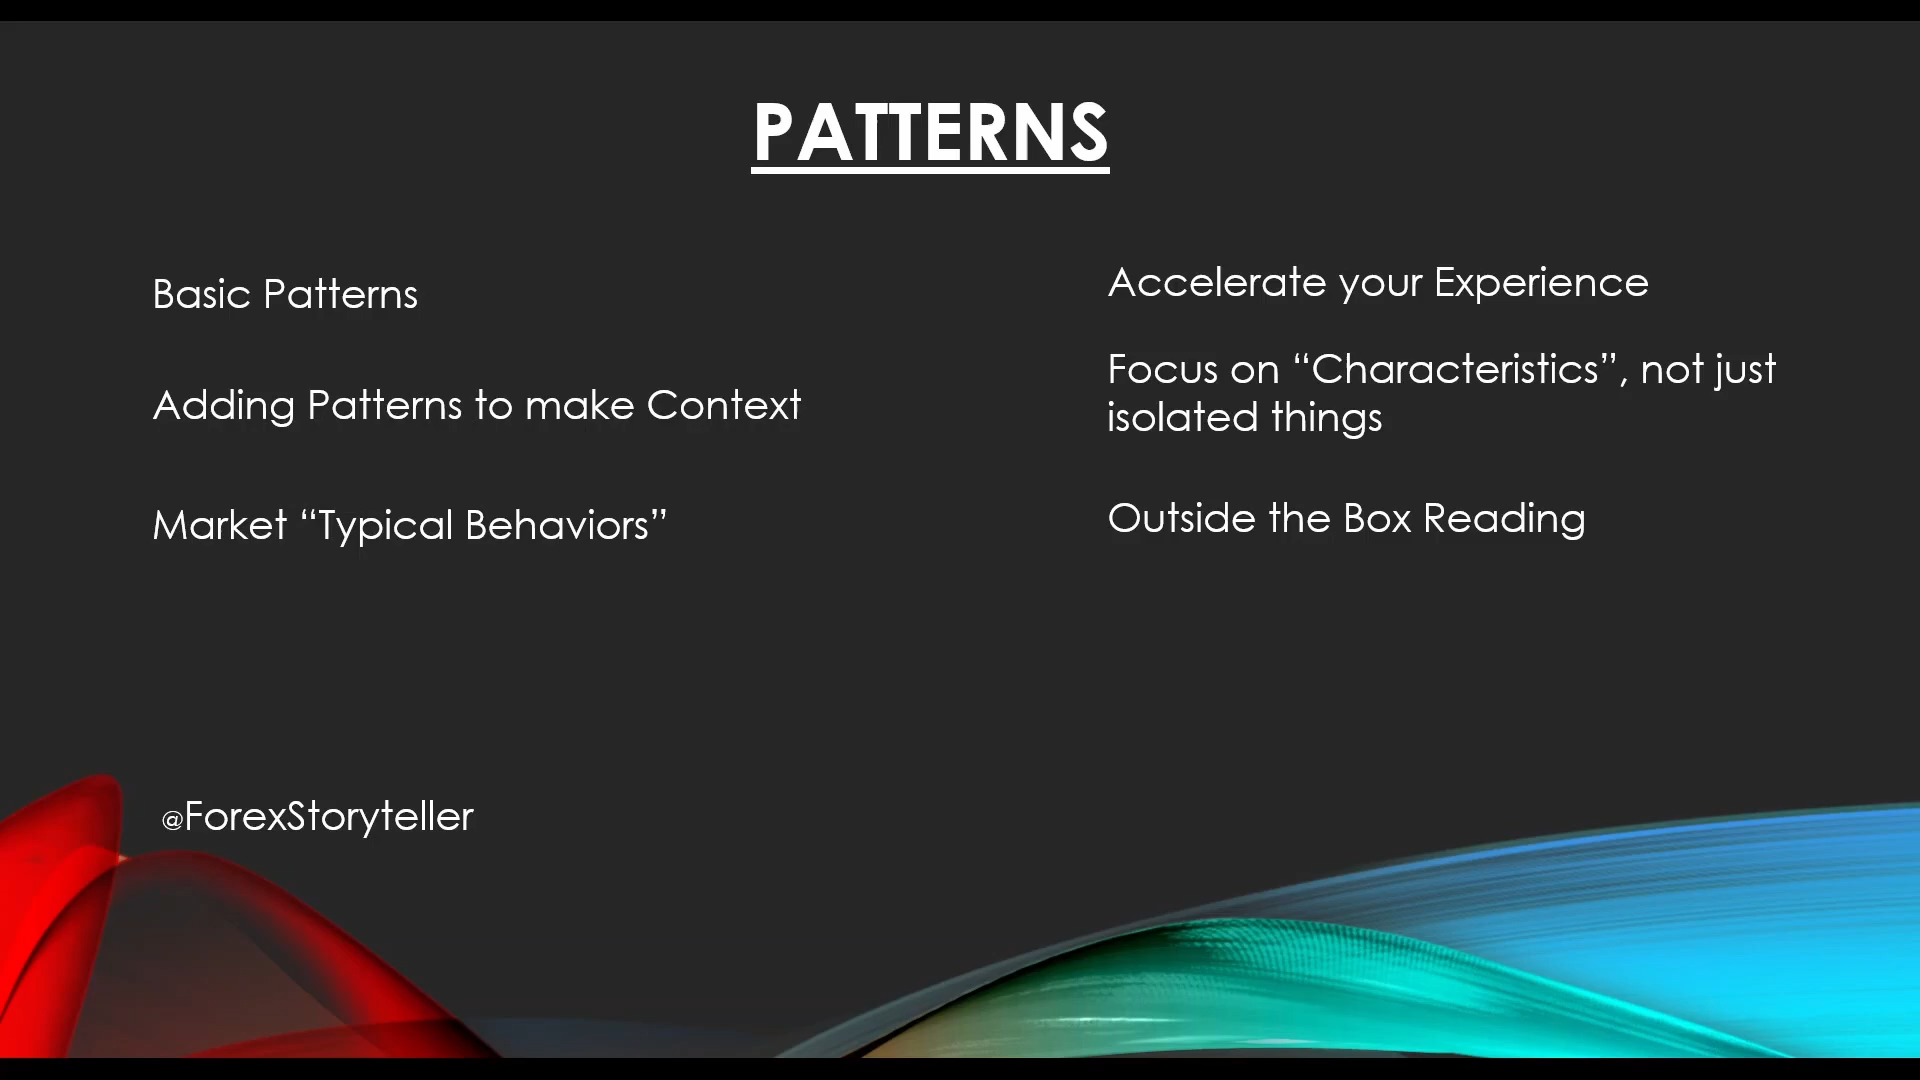 PATTERNS
Basic Patterns
Adding Patterns to make Context
Market “Typical Behaviors”
Accelerate your Experience
Focus on “Characteristics”, not just
isolated things
Outside the Box Reading
@ForexStoryteller